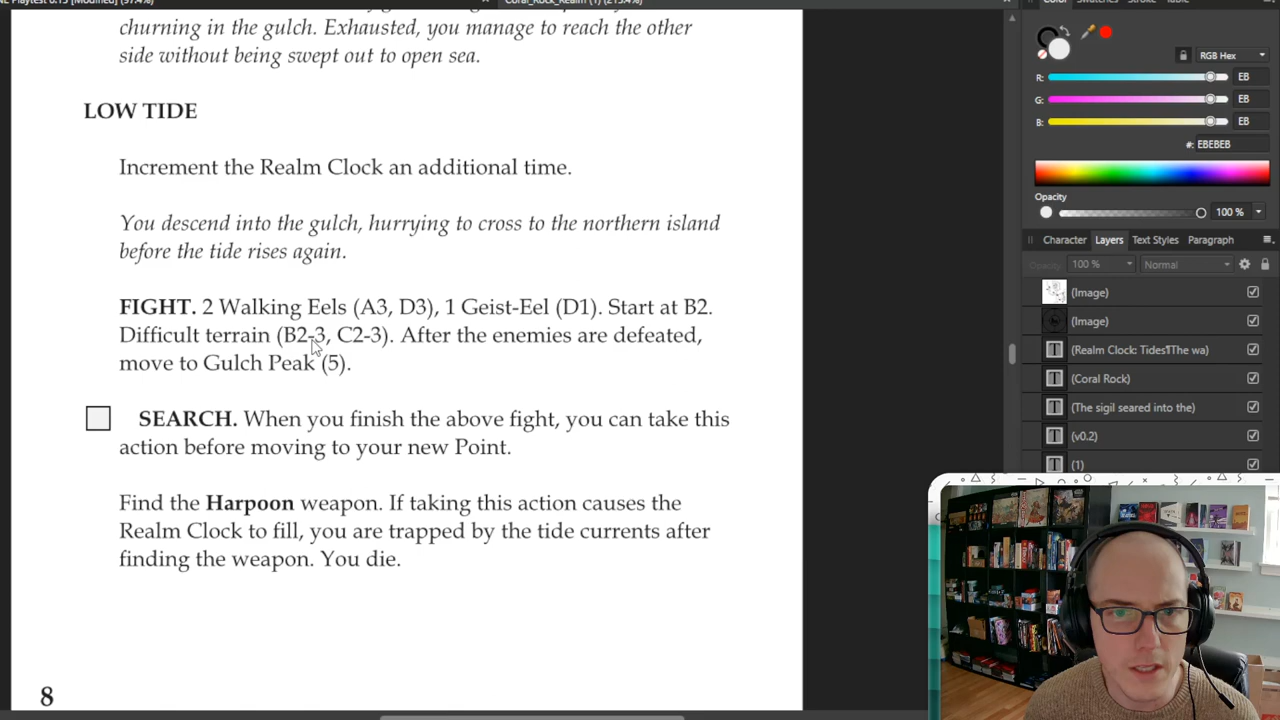 churning in the gulch. Exhausted, you manage to reach the other
side without being swept out to open sea.
LOW TIDE
Increment the Realm Clock an additional time.
You descend into the gulch, hurrying to cross to the northern island
before the tide rises again.
FIGHT. 2 Walking Eels (A3, D3), 1 Geist-Eel (D1). Start at B2.
Difficult terrain (B2-3, C2-3). After the enemies are defeated,
move to Gulch Peak (5).
SEARCH. When you finish the above fight, you can take this
action before moving to your new Point.
Find the Harpoon weapon. If taking this action causes the
Realm Clock to fill, you are trapped by the tide currents after
finding the weapon. You die.
8
RGB Hex
R: EB
G: EB
B: EB
#: EBEBEB
Opacity
100 %
Character Layers Text Styles Paragraph
Opacity 100 % Normal
(Image)
(Image)
(Realm Clock: Tides¶The wa)
(Coral Rock)
(The sigil seared into the)
(v0.2)
(1)